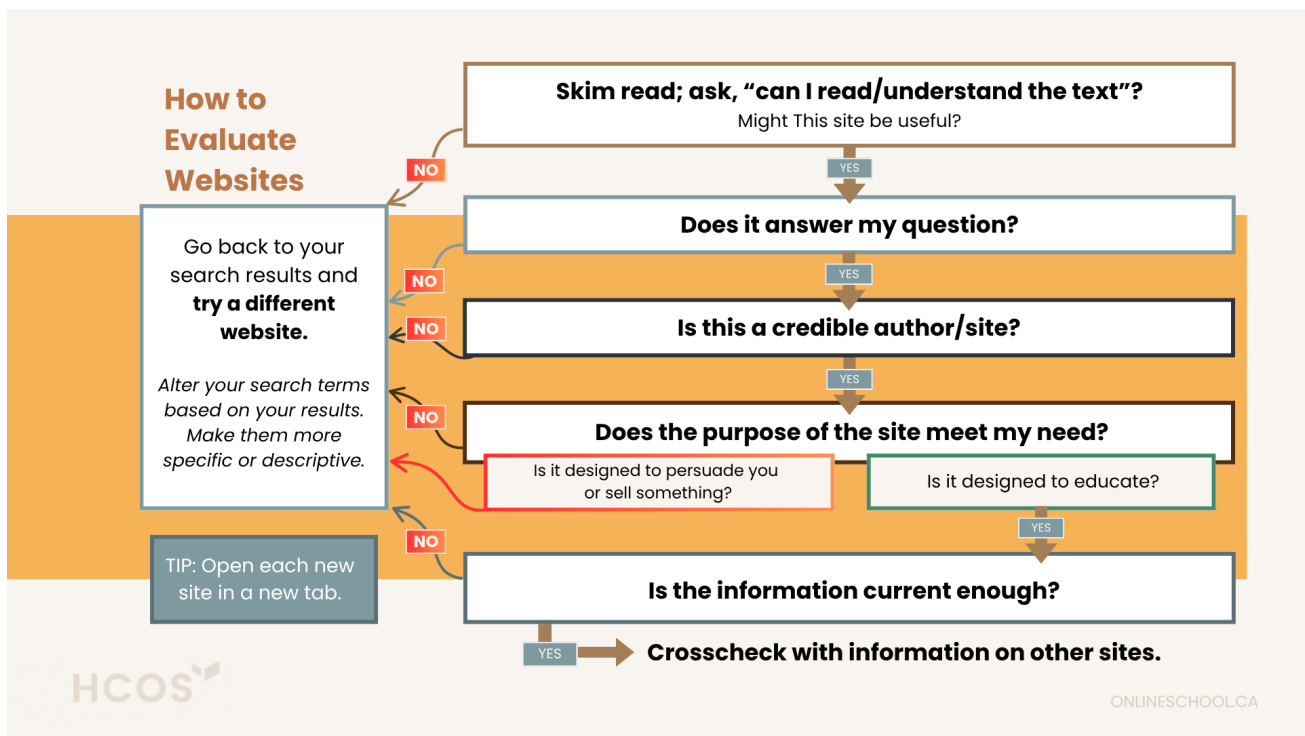 How to
Evaluate
Websites
Skim read; ask, “can I read/understand the text”?
Might This site be useful?
NO
YES
Does it answer my question?
NO
YES
Is this a credible author/site?
NO
YES
Does the purpose of the site meet my need?
NO
Is it designed to persuade you
or sell something?
Is it designed to educate?
YES
NO
Is the information current enough?
YES
Crosscheck with information on other sites.
Go back to your
search results and
try a different
website.
Alter your search terms
based on your results.
Make them more
specific or descriptive.
TIP: Open each new
site in a new tab.
HCOS
ONLINESCHOOL.CA